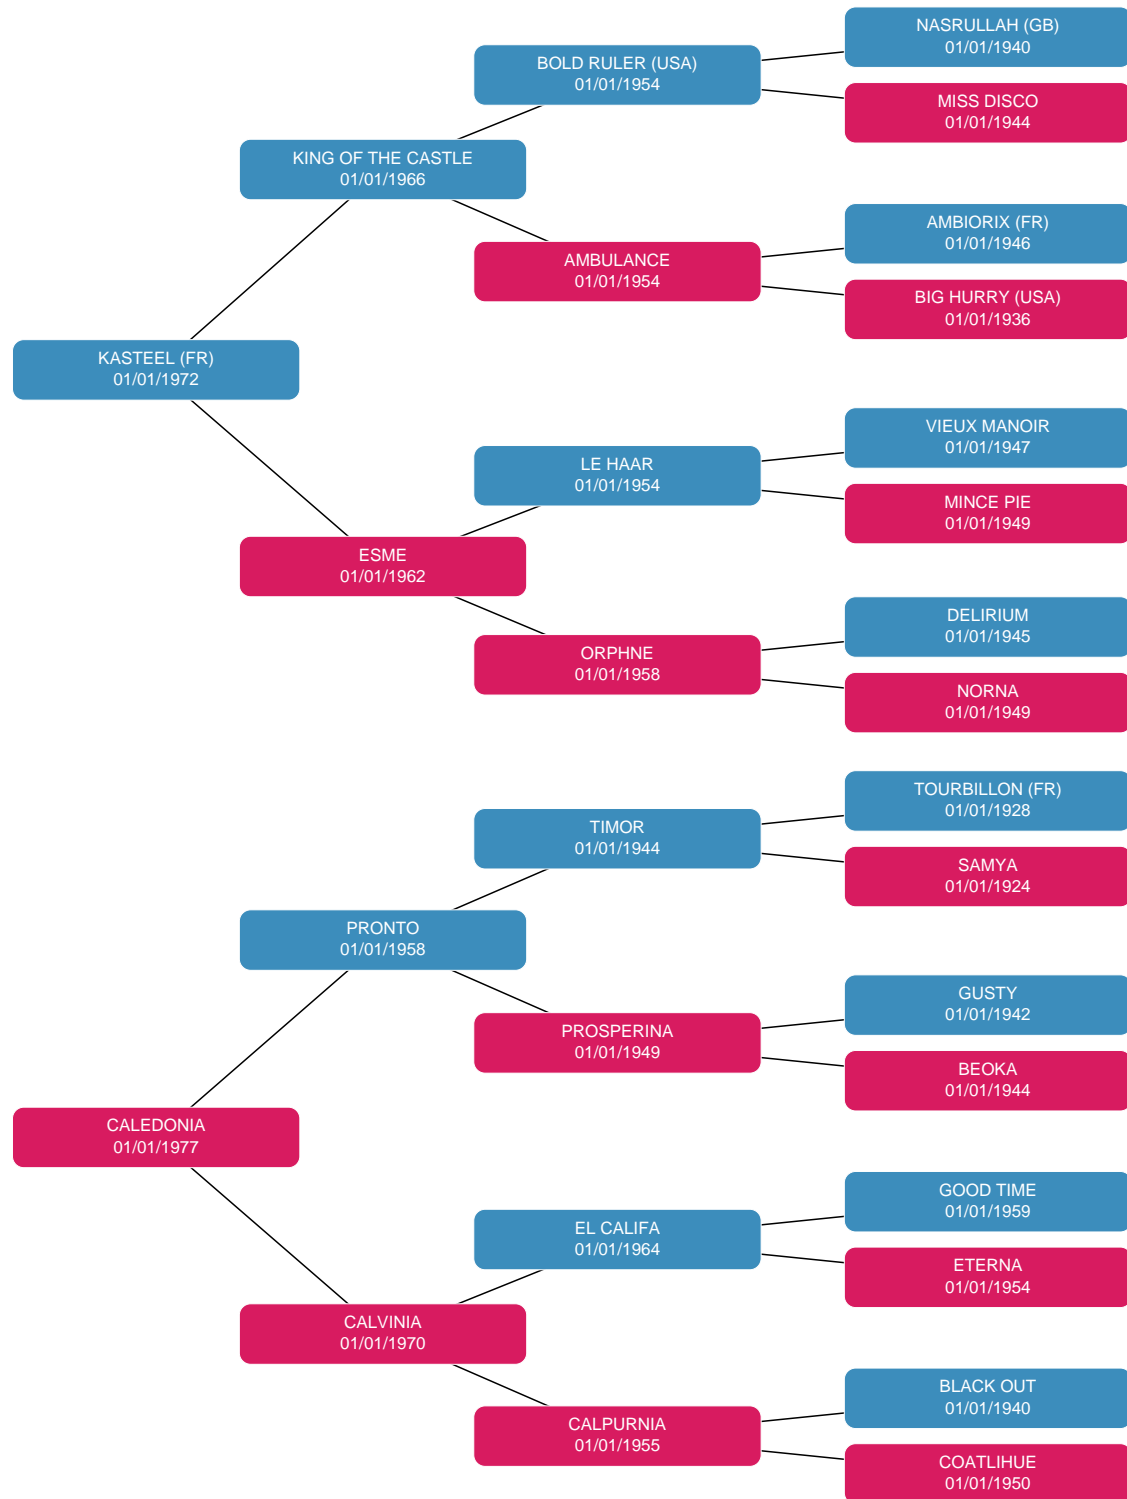 NASRULLAH (GB)
01/01/1940
BOLD RULER (USA)
01/01/1954
MISS DISCO
01/01/1944
KING OF THE CASTLE
01/01/1966
AMBIORIX (FR)
01/01/1946
AMBULANCE
01/01/1954
BIG HURRY (USA)
01/01/1936
KASTEEL (FR)
01/01/1972
VIEUX MANOIR
01/01/1947
LE HAAR
01/01/1954
MINCE PIE
01/01/1949
ESME
01/01/1962
DELIRIUM
01/01/1945
ORPHNE
01/01/1958
NORNA
01/01/1949
TOURBILLON (FR)
01/01/1928
TIMOR
01/01/1944
SAMYA
01/01/1924
PRONTO
01/01/1958
GUSTY
01/01/1942
PROSPERINA
01/01/1949
BEOKA
01/01/1944
CALEDONIA
01/01/1977
GOOD TIME
01/01/1959
EL CALIFA
01/01/1964
ETERNA
01/01/1954
CALVINIA
01/01/1970
BLACK OUT
01/01/1940
CALPURNIA
01/01/1955
COATLIHUE
01/01/1950